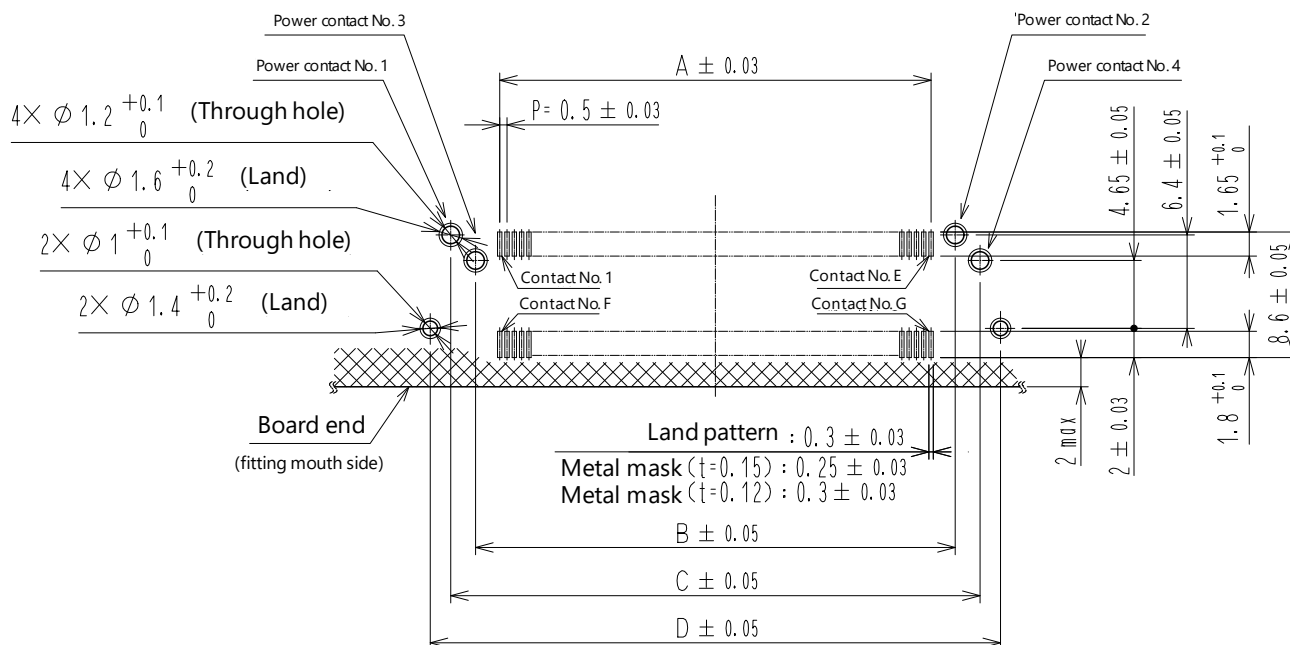 Power contact No. 3
'Power contact No. 2
Power contact No. 1
A ± 0.03
Power contact No. 4
P= 0.5 ± 0.03
4× Ø 1.2 +0.1 0 (Through hole)
4× Ø 1.6 +0.2 0 (Land)
2× Ø 1 +0.1 0 (Through hole)
2× Ø 1.4 +0.2 0 (Land)
4.65 ± 0.05
6.4 ± 0.05
1.65 +0.1 0
8.6 ± 0.05
Contact No. 1
Contact No. E
Contact No. F
Contact No. G
Board end
(fitting mouth side)
Land pattern : 0.3 ± 0.03
Metal mask (t=0.15) : 0.25 ± 0.03
Metal mask (t=0.12) : 0.3 ± 0.03
2 max
2 ± 0.03
1.8 +0.1 0
B ± 0.05
C ± 0.05
D ± 0.05